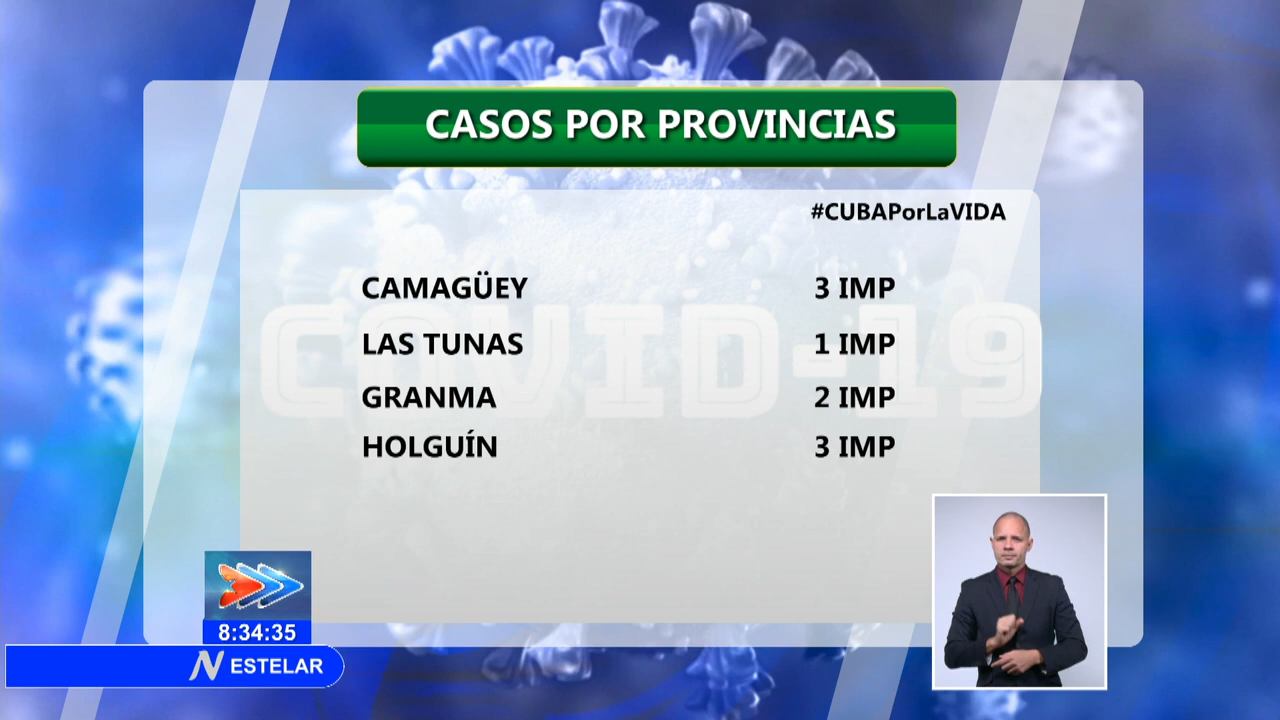 CASOS POR PROVINCIAS
#CUBAPorLaVIDA
CAMAGÜEY 3 IMP
LAS TUNAS 1 IMP
GRANMA 2 IMP
HOLGUÍN 3 IMP
COVID-19
8:34:35
N ESTELAR